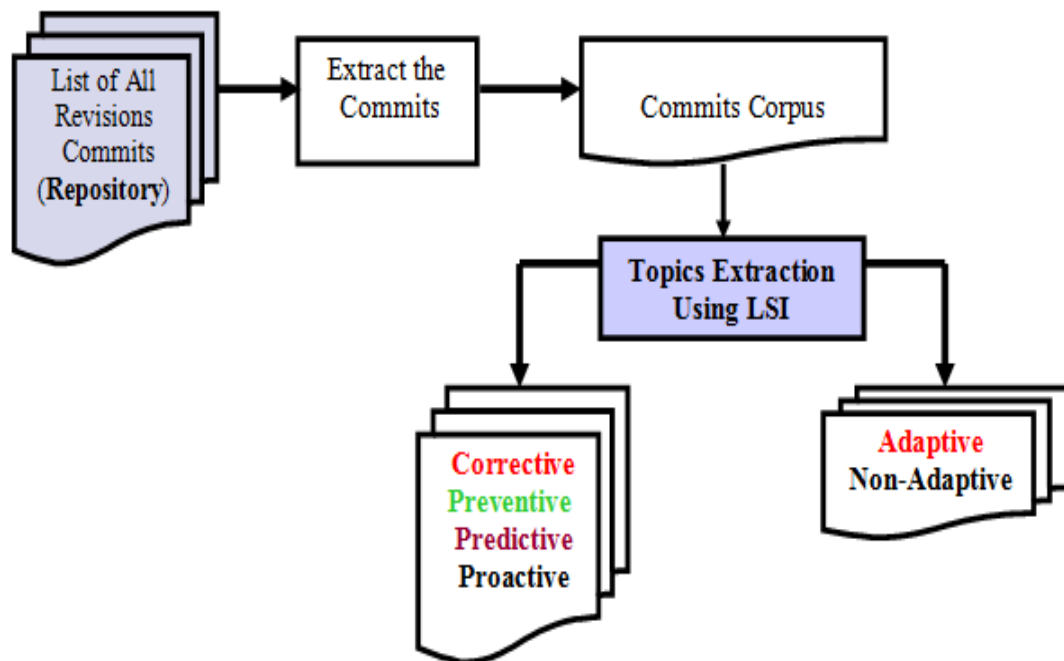 List of All
Revisions
Commits
(Repository)
Extract the
Commits
Commits Corpus
Topics Extraction
Using LSI
Corrective
Preventive
Predictive
Proactive
Adaptive
Non-Adaptive